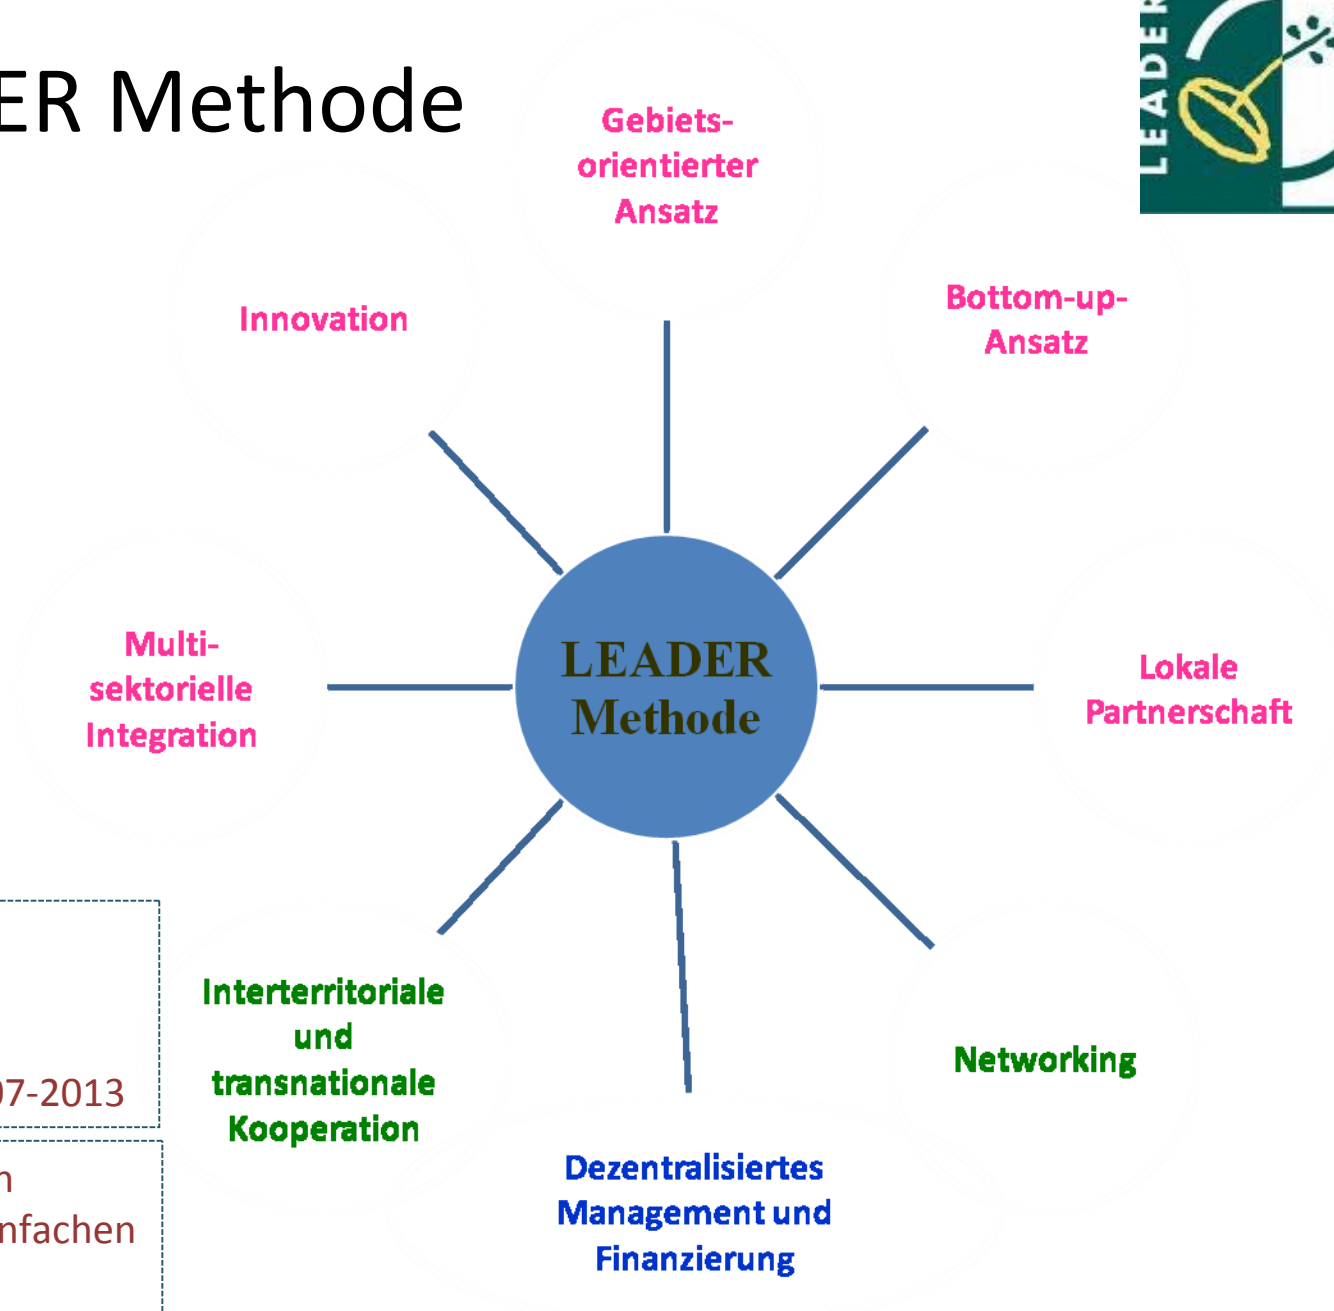 ER Methode
LEADER
Gebiets-
orientierter
Ansatz
Innovation
Bottom-up-
Ansatz
Multi-
sektorielle
Integration
LEADER
Methode
Lokale
Partnerschaft
Interterritoriale
und
transnationale
Kooperation
Networking
Dezentralisiertes
Management und
Finanzierung
07-2013
n
nfachen